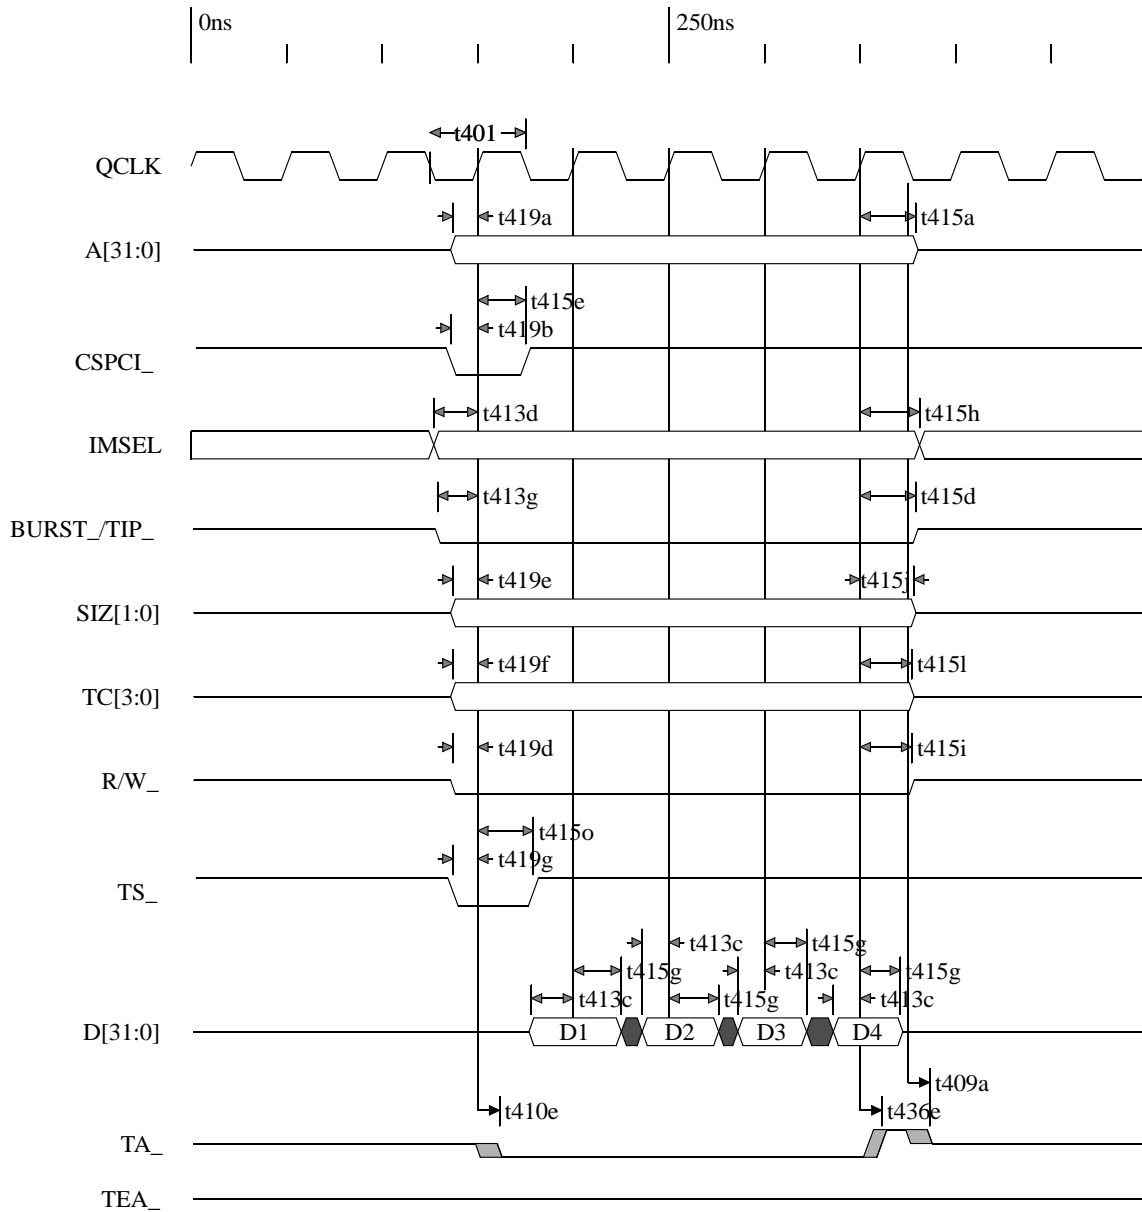 0ns 250ns
t401
QCLK
t419a t415a
A[31:0]
t415e
t419b
CSPCI_
t413d t415h
IMSEL
t413g t415d
BURST_/TIP_
t419e t415j
SIZ[1:0]
t419f t415l
TC[3:0]
t419d t415i
R/W_
t415o
t419g
TS_
t413c t415g
t415g t413c t415g
t413c t415g t413c
D[31:0] D1 D2 D3 D4
t409a
t410e t436e
TA_
TEA_